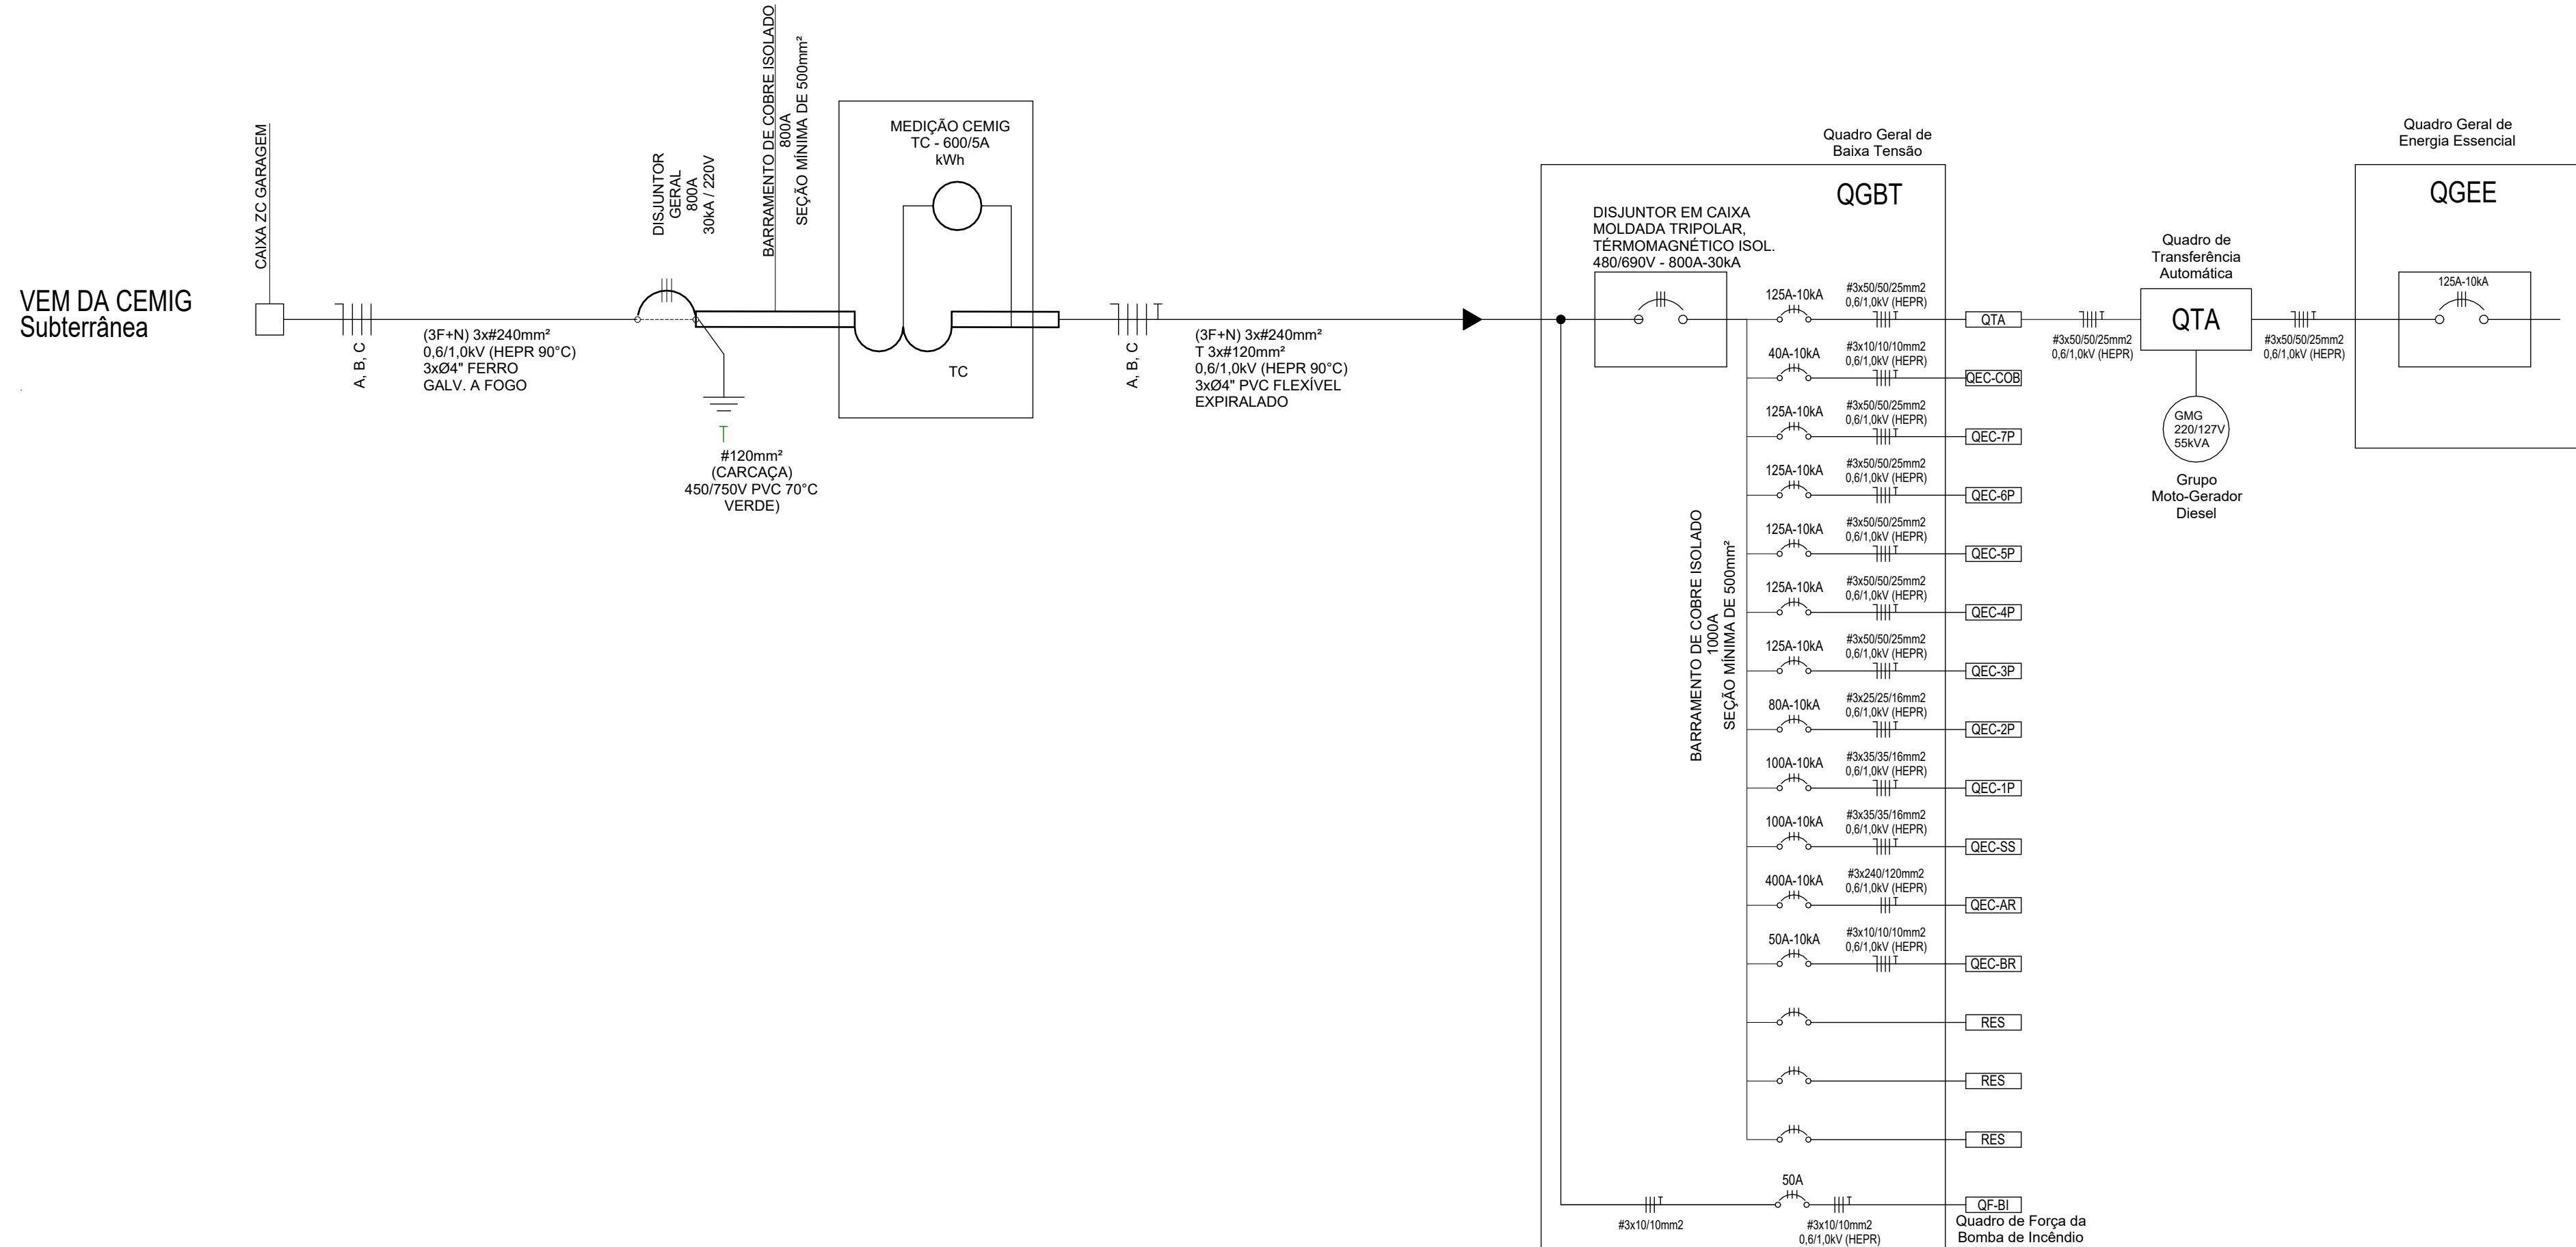 VEM DA CEMIG
Subterrânea
CAIXA ZC GARAGEM
A, B, C
(3F+N) 3x#240mm²
0,6/1,0kV (HEPR 90°C)
3xØ4" FERRO
GALV. A FOGO
DISJUNTOR
GERAL
800A
30kA / 220V
BARRAMENTO DE COBRE ISOLADO
800A
SEÇÃO MÍNIMA DE 500mm²
T
#120mm²
(CARCAÇA)
450/750V PVC 70°C
VERDE)
MEDIÇÃO CEMIG
TC - 600/5A
kWh
TC
A, B, C
(3F+N) 3x#240mm²
T 3x#120mm²
0,6/1,0kV (HEPR 90°C)
3xØ4" PVC FLEXÍVEL
EXPIRALADO
Quadro Geral de
Baixa Tensão
QGBT
DISJUNTOR EM CAIXA
MOLDADA TRIPOLAR,
TÉRMOMAGNÉTICO ISOL.
480/690V - 800A-30kA
BARRAMENTO DE COBRE ISOLADO
1000A
SEÇÃO MÍNIMA DE 500mm²
125A-10kA
#3x50/50/25mm2
0,6/1,0kV (HEPR)
QTA
40A-10kA
#3x10/10/10mm2
0,6/1,0kV (HEPR)
QEC-COB
125A-10kA
#3x50/50/25mm2
0,6/1,0kV (HEPR)
QEC-7P
125A-10kA
#3x50/50/25mm2
0,6/1,0kV (HEPR)
QEC-6P
125A-10kA
#3x50/50/25mm2
0,6/1,0kV (HEPR)
QEC-5P
125A-10kA
#3x50/50/25mm2
0,6/1,0kV (HEPR)
QEC-4P
125A-10kA
#3x50/50/25mm2
0,6/1,0kV (HEPR)
QEC-3P
80A-10kA
#3x25/25/16mm2
0,6/1,0kV (HEPR)
QEC-2P
100A-10kA
#3x35/35/16mm2
0,6/1,0kV (HEPR)
QEC-1P
100A-10kA
#3x35/35/16mm2
0,6/1,0kV (HEPR)
QEC-SS
400A-10kA
#3x240/120mm2
0,6/1,0kV (HEPR)
QEC-AR
50A-10kA
#3x10/10/10mm2
0,6/1,0kV (HEPR)
QEC-BR
RES
RES
RES
#3x10/10mm2
50A
#3x10/10mm2
0,6/1,0kV (HEPR)
QF-BI
Quadro de Força da
Bomba de Incêndio
#3x50/50/25mm2
0,6/1,0kV (HEPR)
Quadro de
Transferência
Automática
QTA
GMG
220/127V
55kVA
Grupo
Moto-Gerador
Diesel
#3x50/50/25mm2
0,6/1,0kV (HEPR)
Quadro Geral de
Energia Essencial
QGEE
125A-10kA